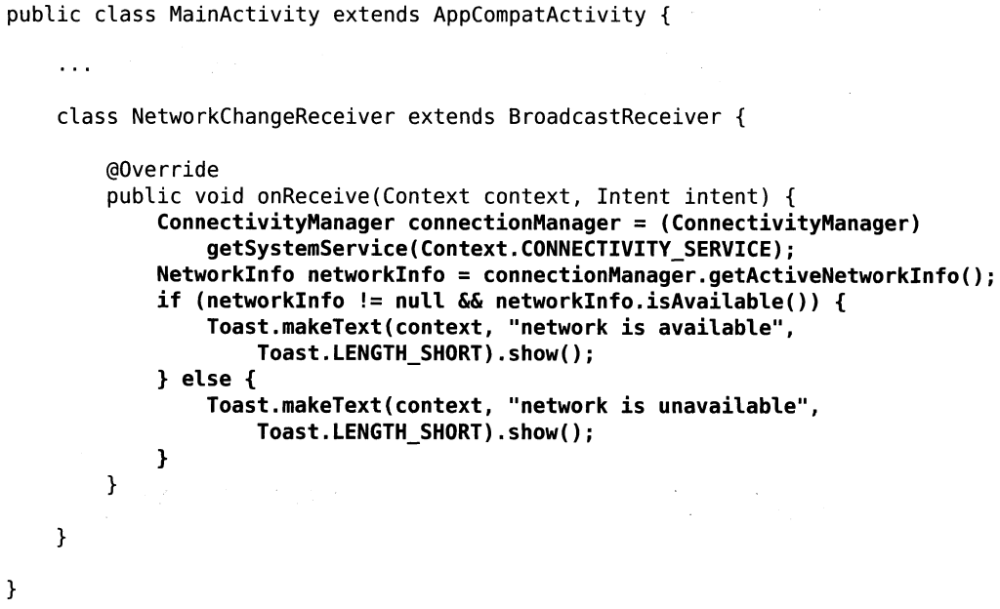 public class MainActivity extends AppCompatActivity {
...
class NetworkChangeReceiver extends BroadcastReceiver {
@Override
public void onReceive(Context context, Intent intent) {
ConnectivityManager connectionManager = (ConnectivityManager)
getSystemService(Context.CONNECTIVITY_SERVICE);
NetworkInfo networkInfo = connectionManager.getActiveNetworkInfo();
if (networkInfo != null && networkInfo.isAvailable()) {
Toast.makeText(context, "network is available",
Toast.LENGTH_SHORT).show();
} else {
Toast.makeText(context, "network is unavailable",
Toast.LENGTH_SHORT).show();
}
}
}
}